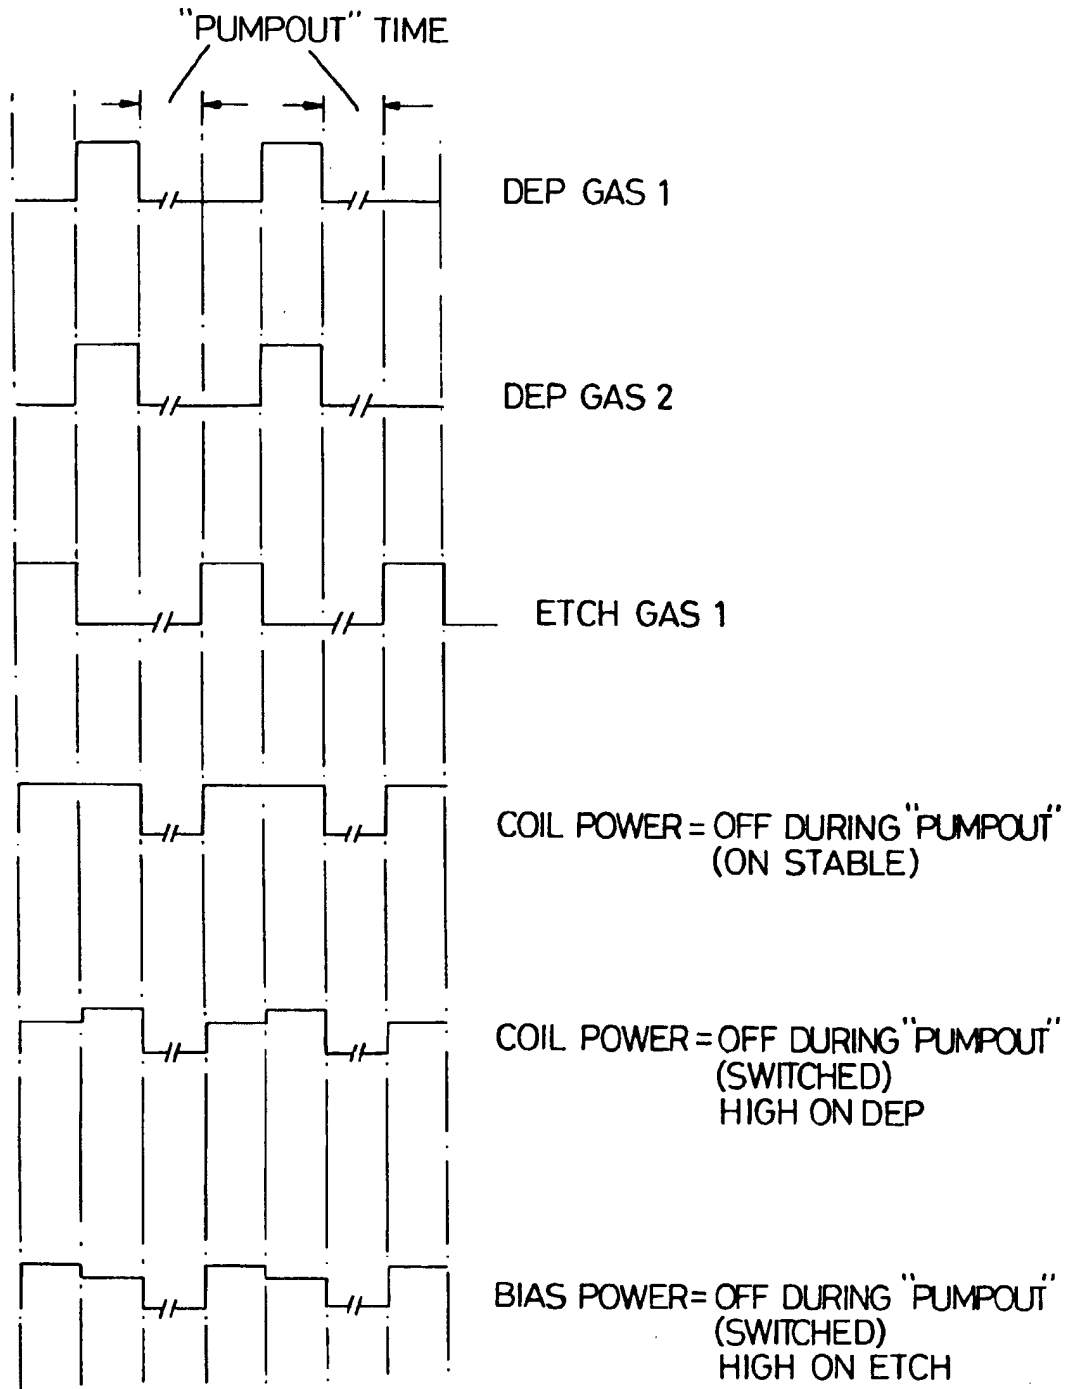 "PUMPOUT" TIME
DEP GAS 1
DEP GAS 2
ETCH GAS 1
COIL POWER = OFF DURING "PUMPOUT"
(ON STABLE)
COIL POWER = OFF DURING "PUMPOUT"
(SWITCHED)
HIGH ON DEP
BIAS POWER = OFF DURING "PUMPOUT"
(SWITCHED)
HIGH ON ETCH